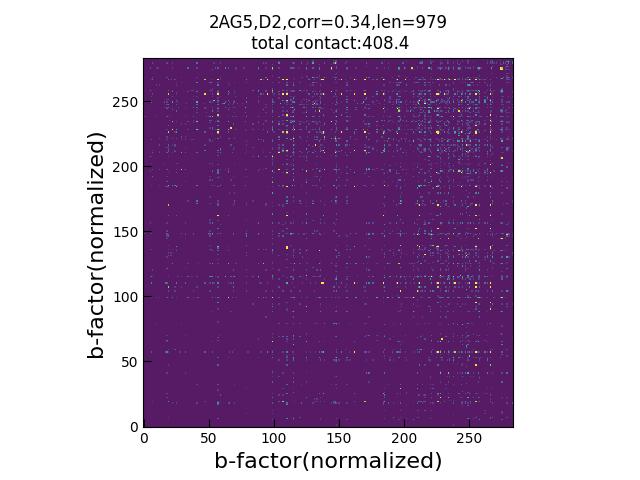 2AG5,D2,corr=0.34,len=979
total contact:408.4
b-factor(normalized)
250
200
150
100
50
0
0 50 100 150 200 250
b-factor(normalized)